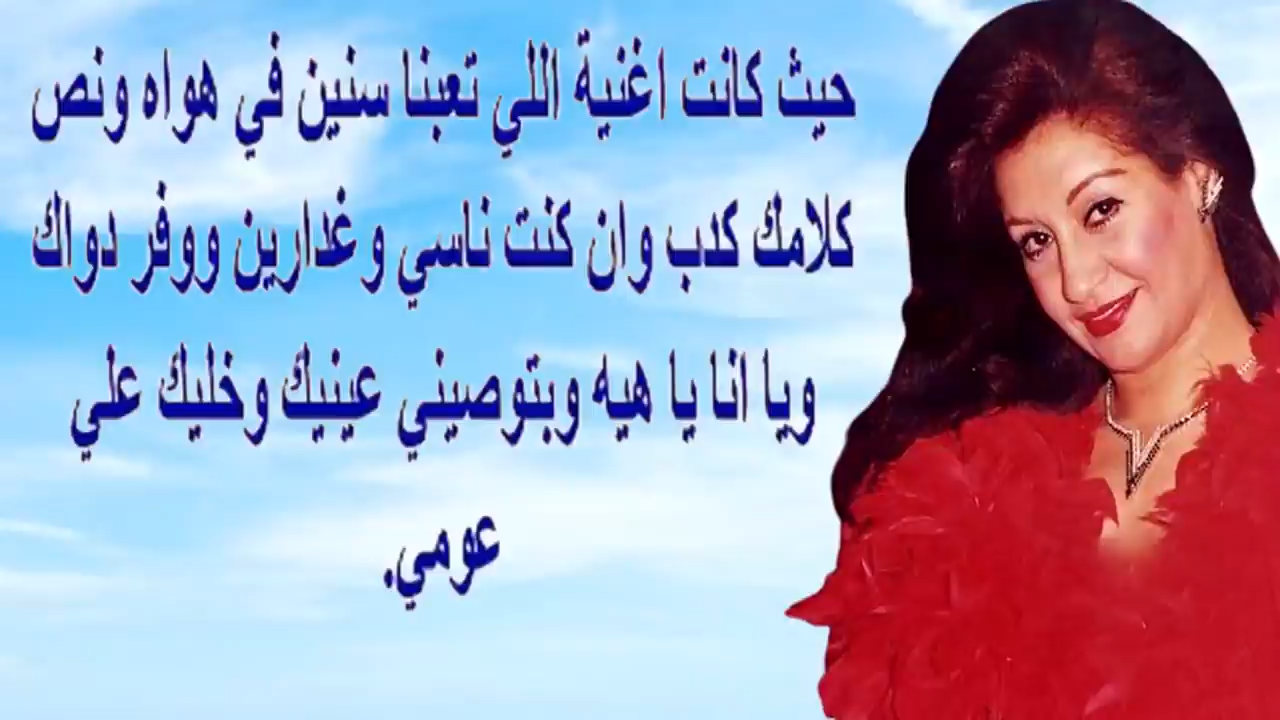 حيث كانت اغنية اللي تعبنا سنين في هواه ونص
كلامك كدب وان كنت ناسي وغدارين ووفر دواك
ويا انا يا هيه وبتوصيني عينيك وخليك علي
عومي.